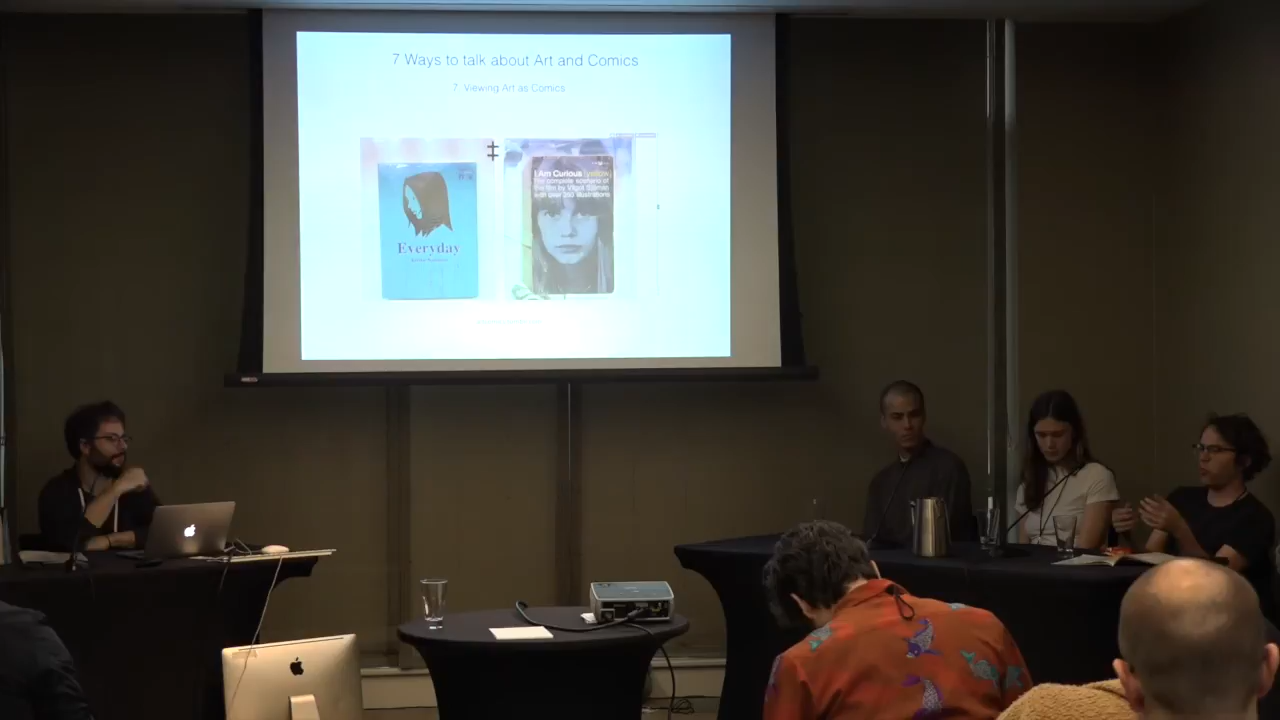 7 Ways to talk about Art and Comics
7. Viewing Art as Comics
Everyday
I Am Curious (yellow)
The complete scenario of
the film by Vilgot Sjöman
with over 250 illustrations